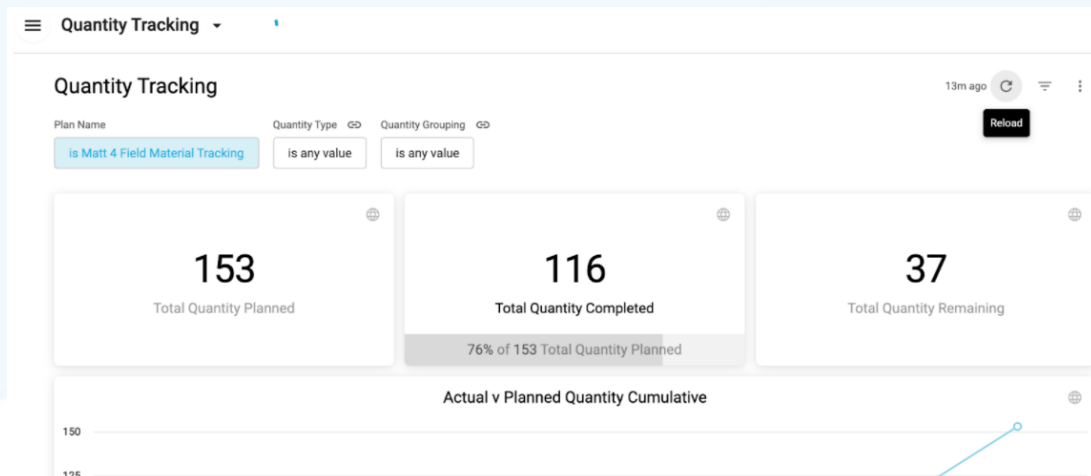 Quantity Tracking
Quantity Tracking
13m ago
Reload
Plan Name
Quantity Type
Quantity Grouping
is Matt 4 Field Material Tracking
is any value
is any value
153
Total Quantity Planned
116
Total Quantity Completed
76% of 153 Total Quantity Planned
37
Total Quantity Remaining
Actual v Planned Quantity Cumulative
150
125